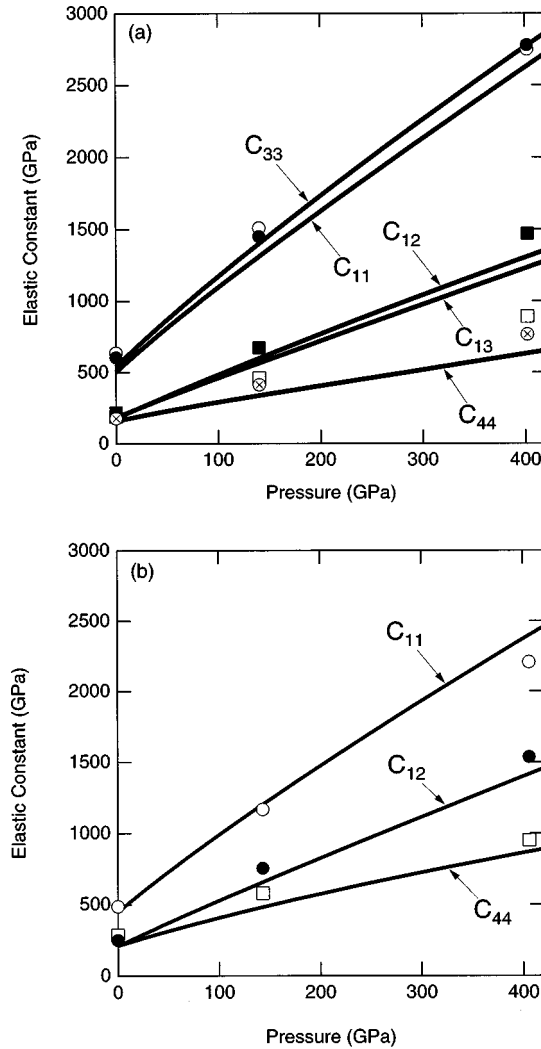 (a)
3000
2500
2000
1500
1000
500
0
Elastic Constant (GPa)
C33
C11
C12
C13
C44
0 100 200 300 400
Pressure (GPa)
(b)
3000
2500
2000
1500
1000
500
0
Elastic Constant (GPa)
C11
C12
C44
0 100 200 300 400
Pressure (GPa)